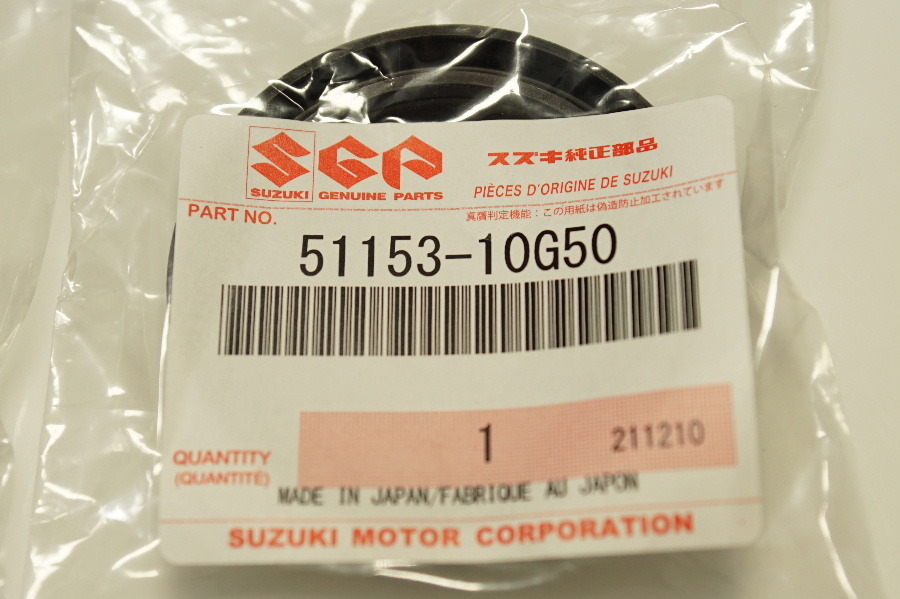 SGP スズキ純正部品
SUZUKI GENUINE PARTS PIÈCES D'ORIGINE DE SUZUKI
PART NO. 真贋判定機能：この用紙は偽造防止加工されています
51153-10G50
1 211210
QUANTITY
(QUANTITÉ)
MADE IN JAPAN/FABRIQUE AU JAPON
SUZUKI MOTOR CORPORATION